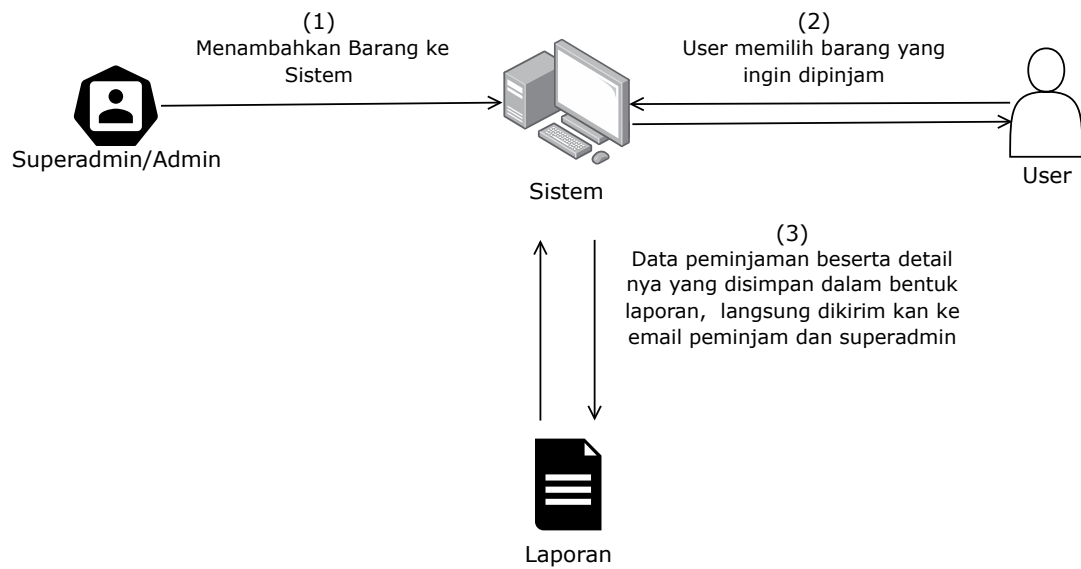 (1)
Menambahkan Barang ke
Sistem
(2)
User memilih barang yang
ingin dipinjam
Superadmin/Admin
Sistem
User
(3)
Data peminjaman beserta detail
nya yang disimpan dalam bentuk
laporan,  langsung dikirim kan ke
email peminjam dan superadmin
Laporan